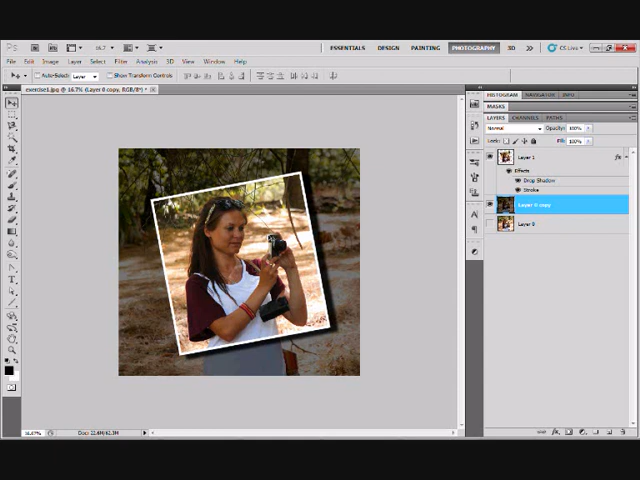 Ps 16.7 ESSENTIALS DESIGN PAINTING PHOTOGRAPHY 3D CS Live
File Edit Image Layer Select Filter Analysis 3D View Window Help
Auto-Select: Layer Show Transform Controls
exercise1.jpg @ 16.7% (Layer 0 copy, RGB/8*) *
HISTOGRAM NAVIGATOR INFO
MASKS
LAYERS CHANNELS PATHS
Normal Opacity: 100%
Lock: Fill: 100%
Layer 1 fx
Effects
Drop Shadow
Stroke
Layer 0 copy
Layer 0
16.67% Doc: 22.6M/62.3M